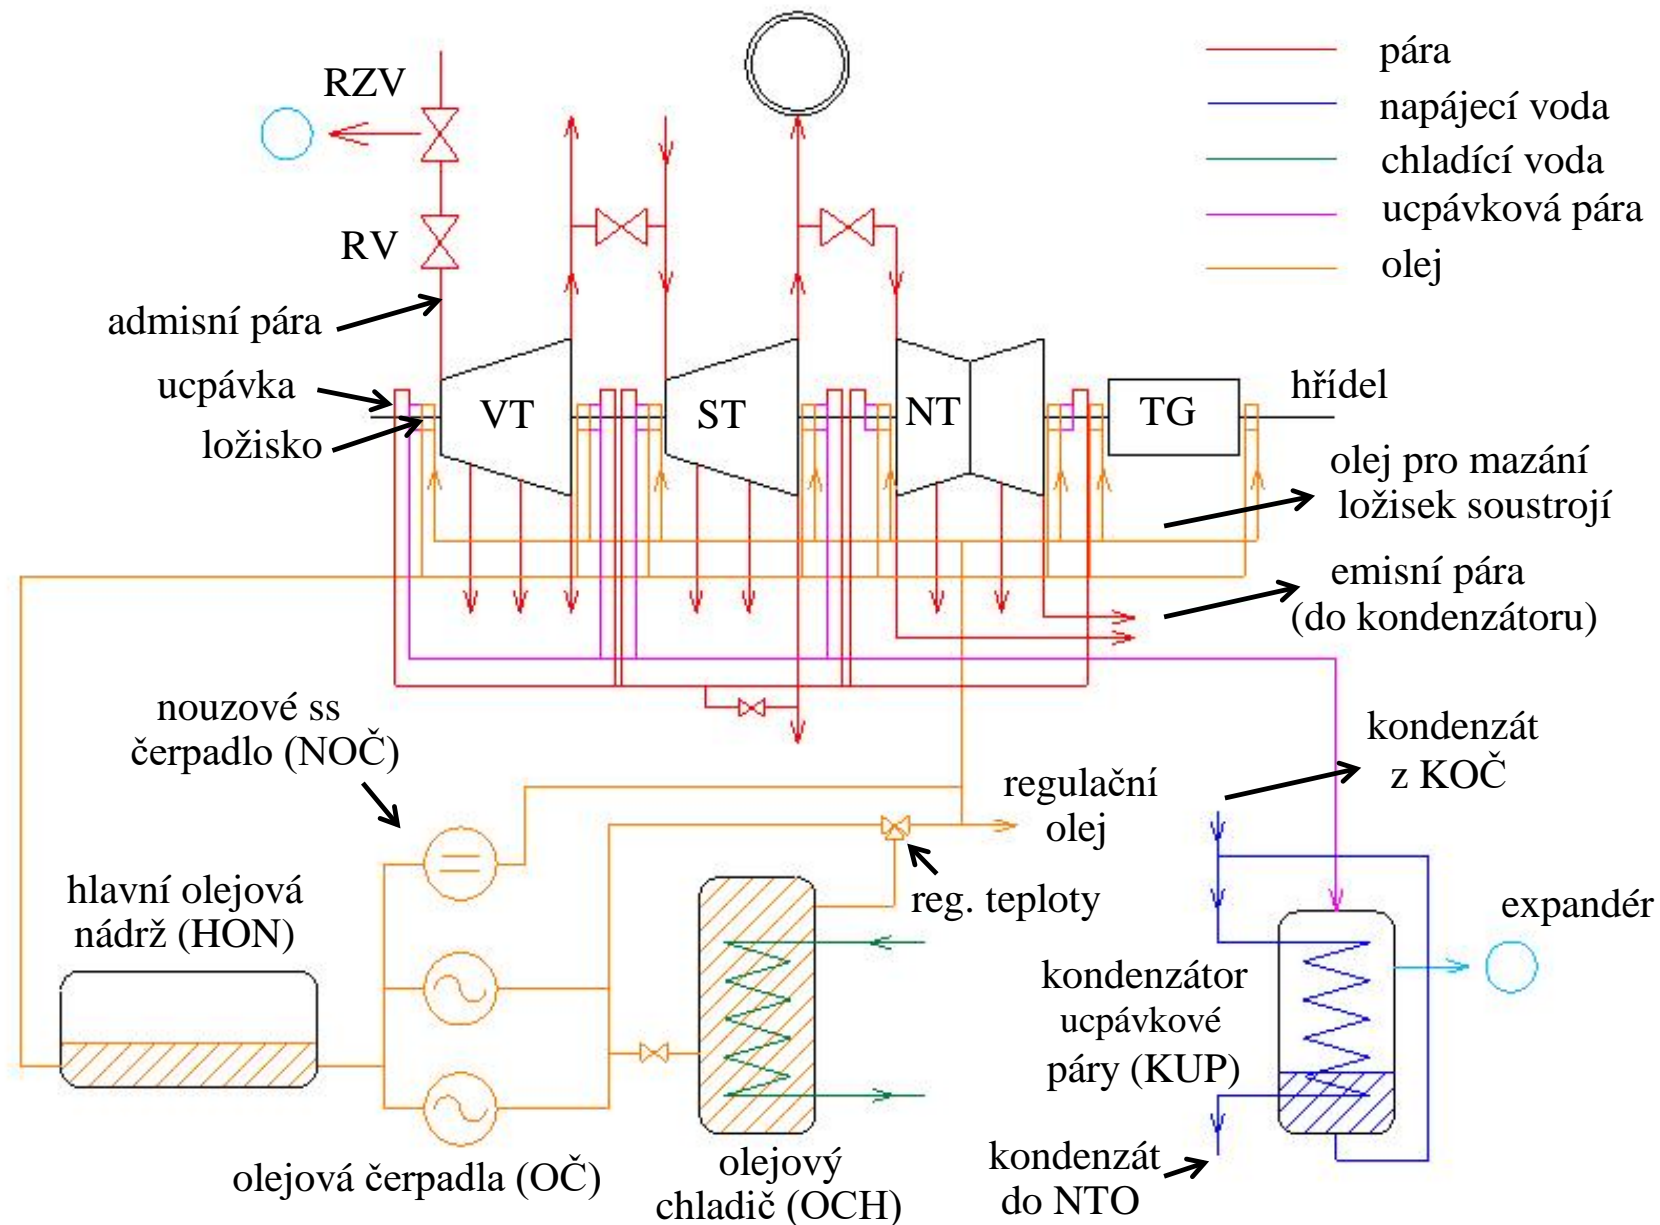 RZV
RV
admisní pára
ucpávka
ložisko
VT
ST
NT
TG
hřídel
pára
napájecí voda
chladící voda
ucpávková pára
olej
olej pro mazání
ložisek soustrojí
emisní pára
(do kondenzátoru)
nouzové ss
čerpadlo (NOČ)
kondenzát
z KOČ
regulační
olej
reg. teploty
hlavní olejová
nádrž (HON)
expandér
kondenzátor
ucpávkové
páry (KUP)
olejová čerpadla (OČ)
olejový
chladič (OCH)
kondenzát
do NTO